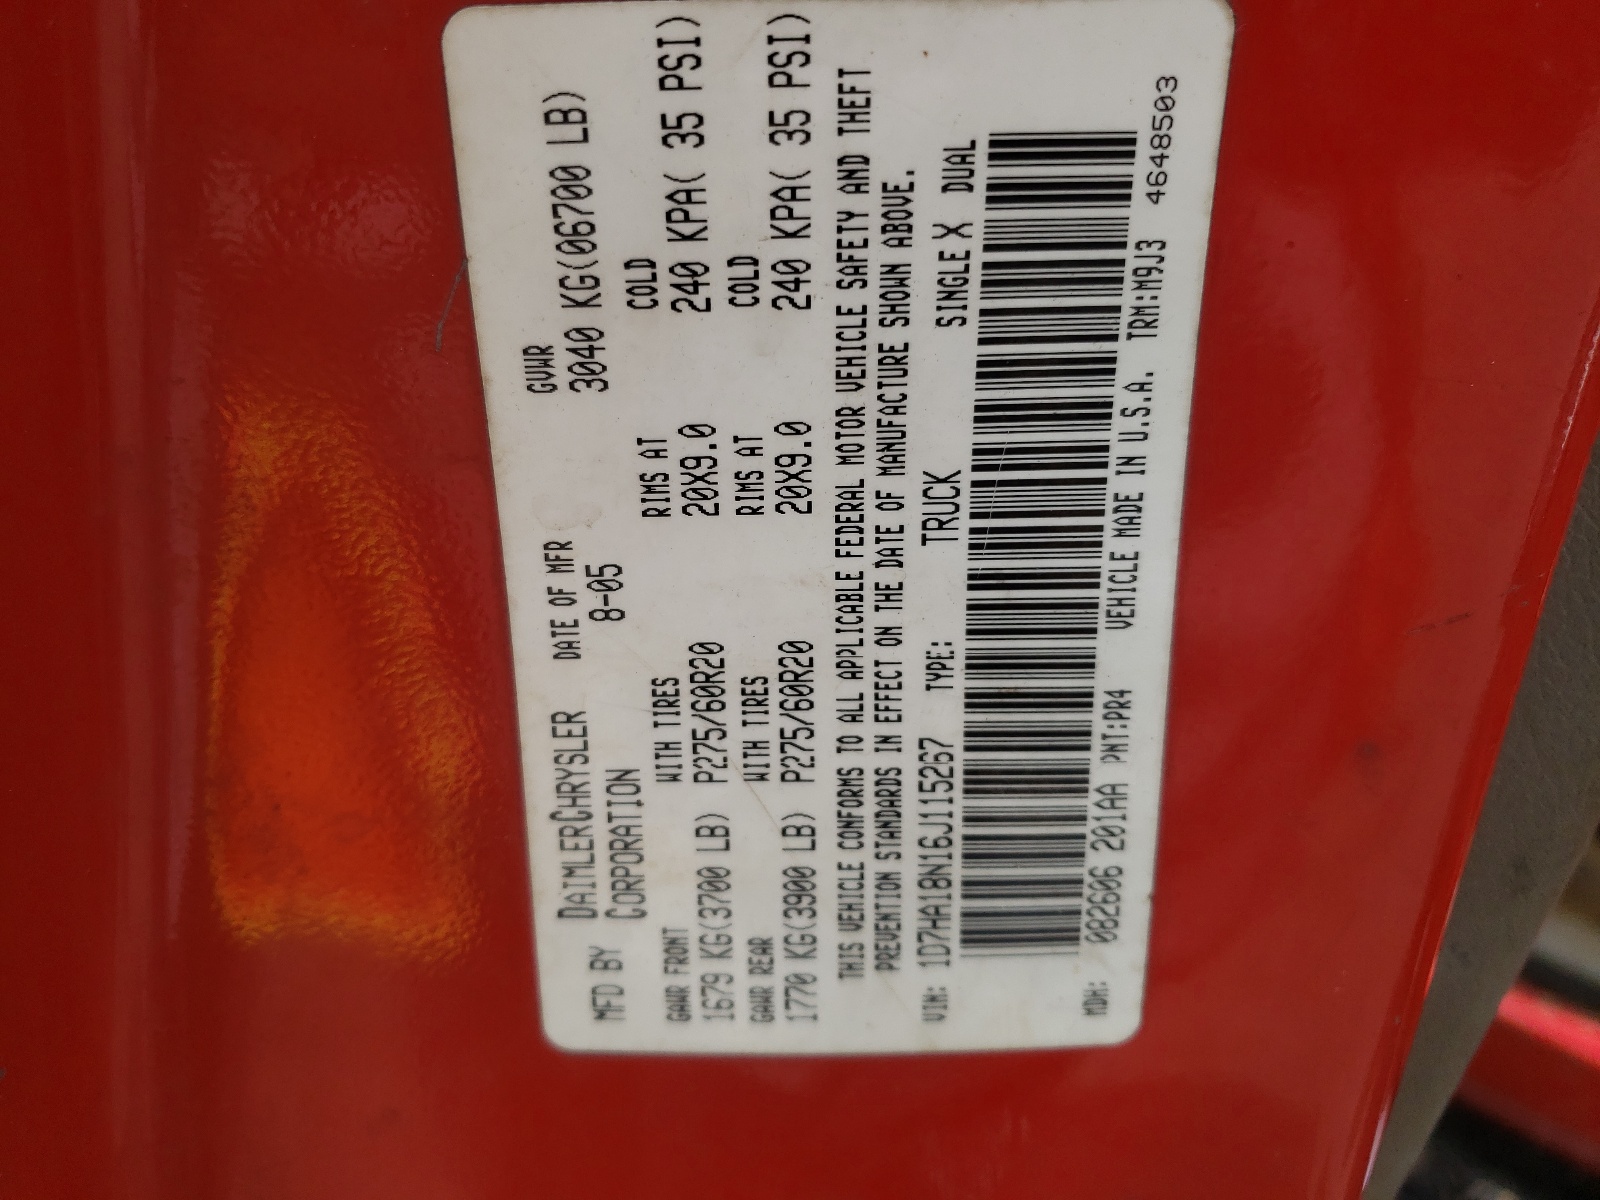 MFD BY DAIMLERCHRYSLER CORPORATION DATE OF MFR 8-05 GVWR 3040 KG(06700 LB)
GAWR FRONT WITH TIRES RIMS AT COLD
1679 KG(3700 LB) P275/60R20 20X9.0 240 KPA( 35 PSI)
GAWR REAR WITH TIRES RIMS AT COLD
1770 KG(3900 LB) P275/60R20 20X9.0 240 KPA( 35 PSI)
THIS VEHICLE CONFORMS TO ALL APPLICABLE FEDERAL MOTOR VEHICLE SAFETY AND THEFT
PREVENTION STANDARDS IN EFFECT ON THE DATE OF MANUFACTURE SHOWN ABOVE.
VIN: 1D7HA18N16J115267 TYPE: TRUCK SINGLE X DUAL
MDH: 082606 201AA PNT:PR4 VEHICLE MADE IN U.S.A. TRM:M9J3 4648503